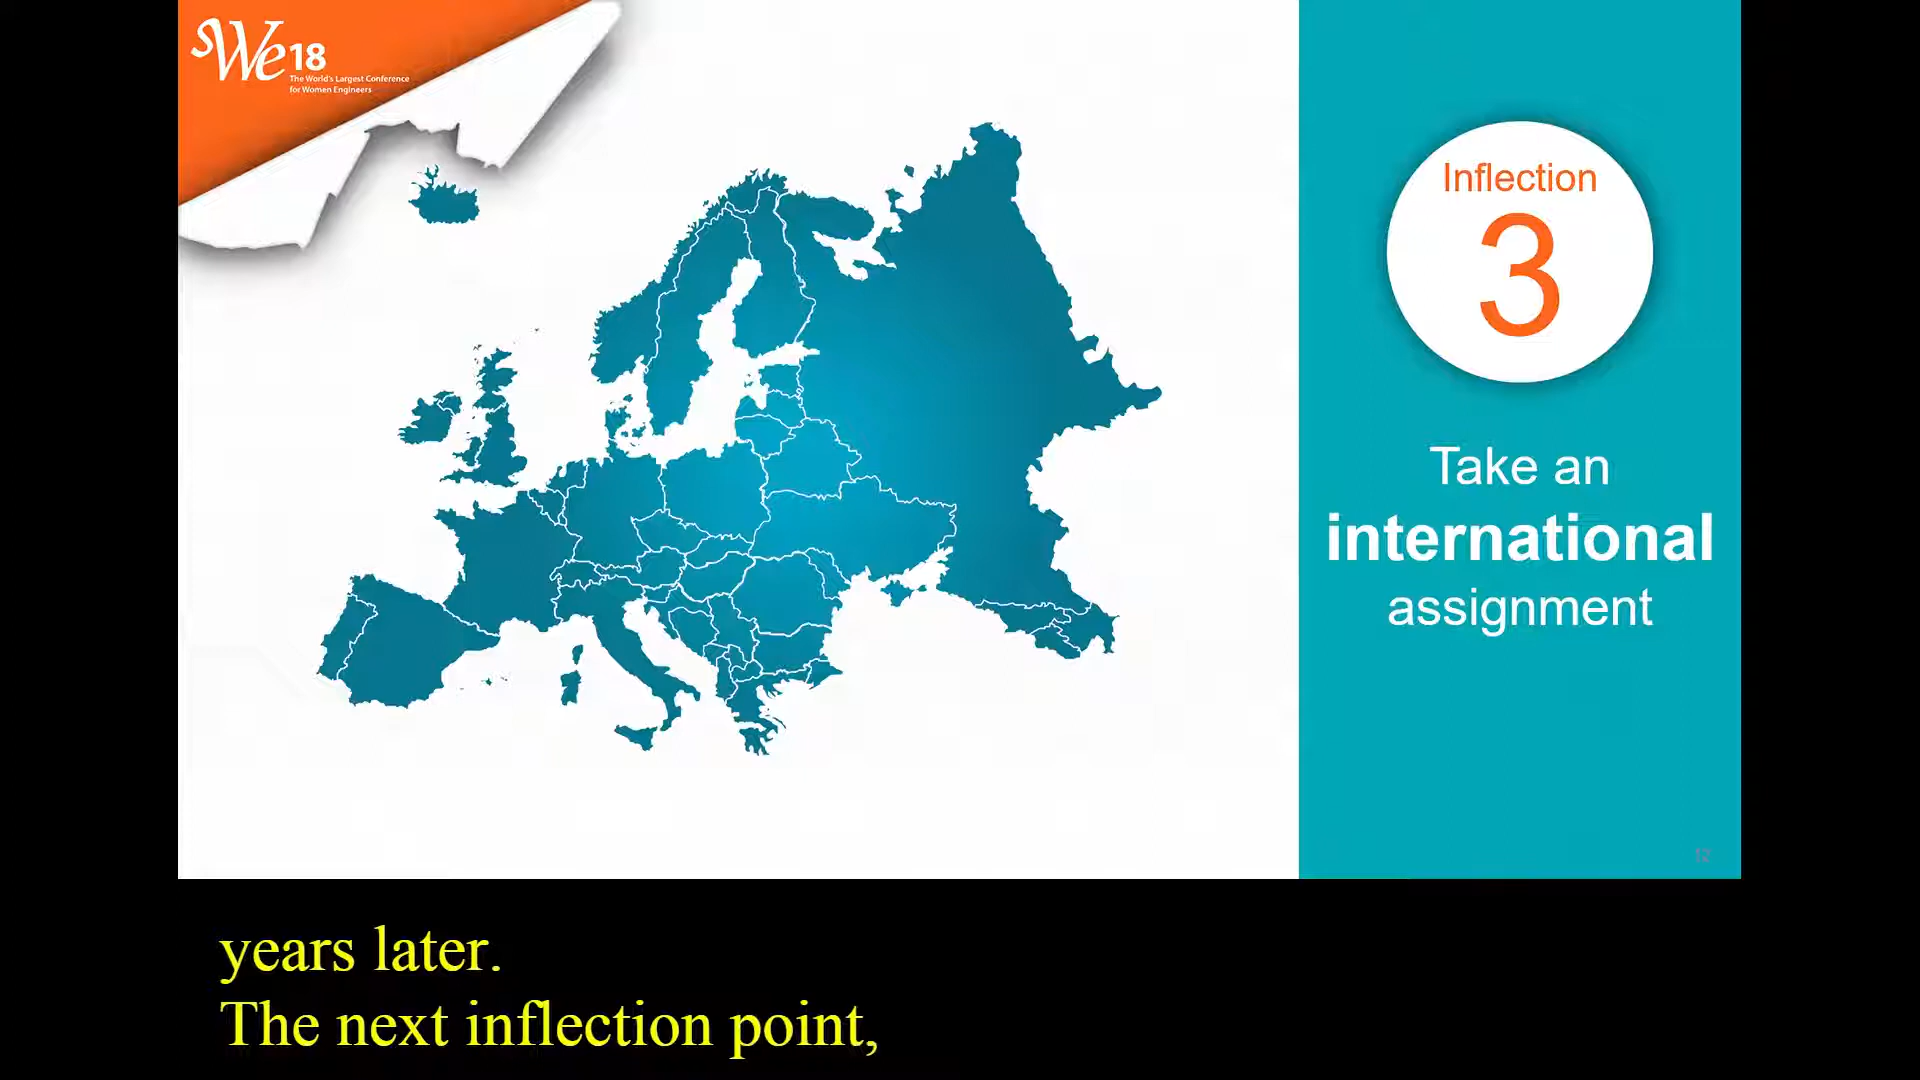 sWe18
The World's Largest Conference
for Women Engineers
Inflection
3
Take an
international
assignment
12
years later.
The next inflection point,